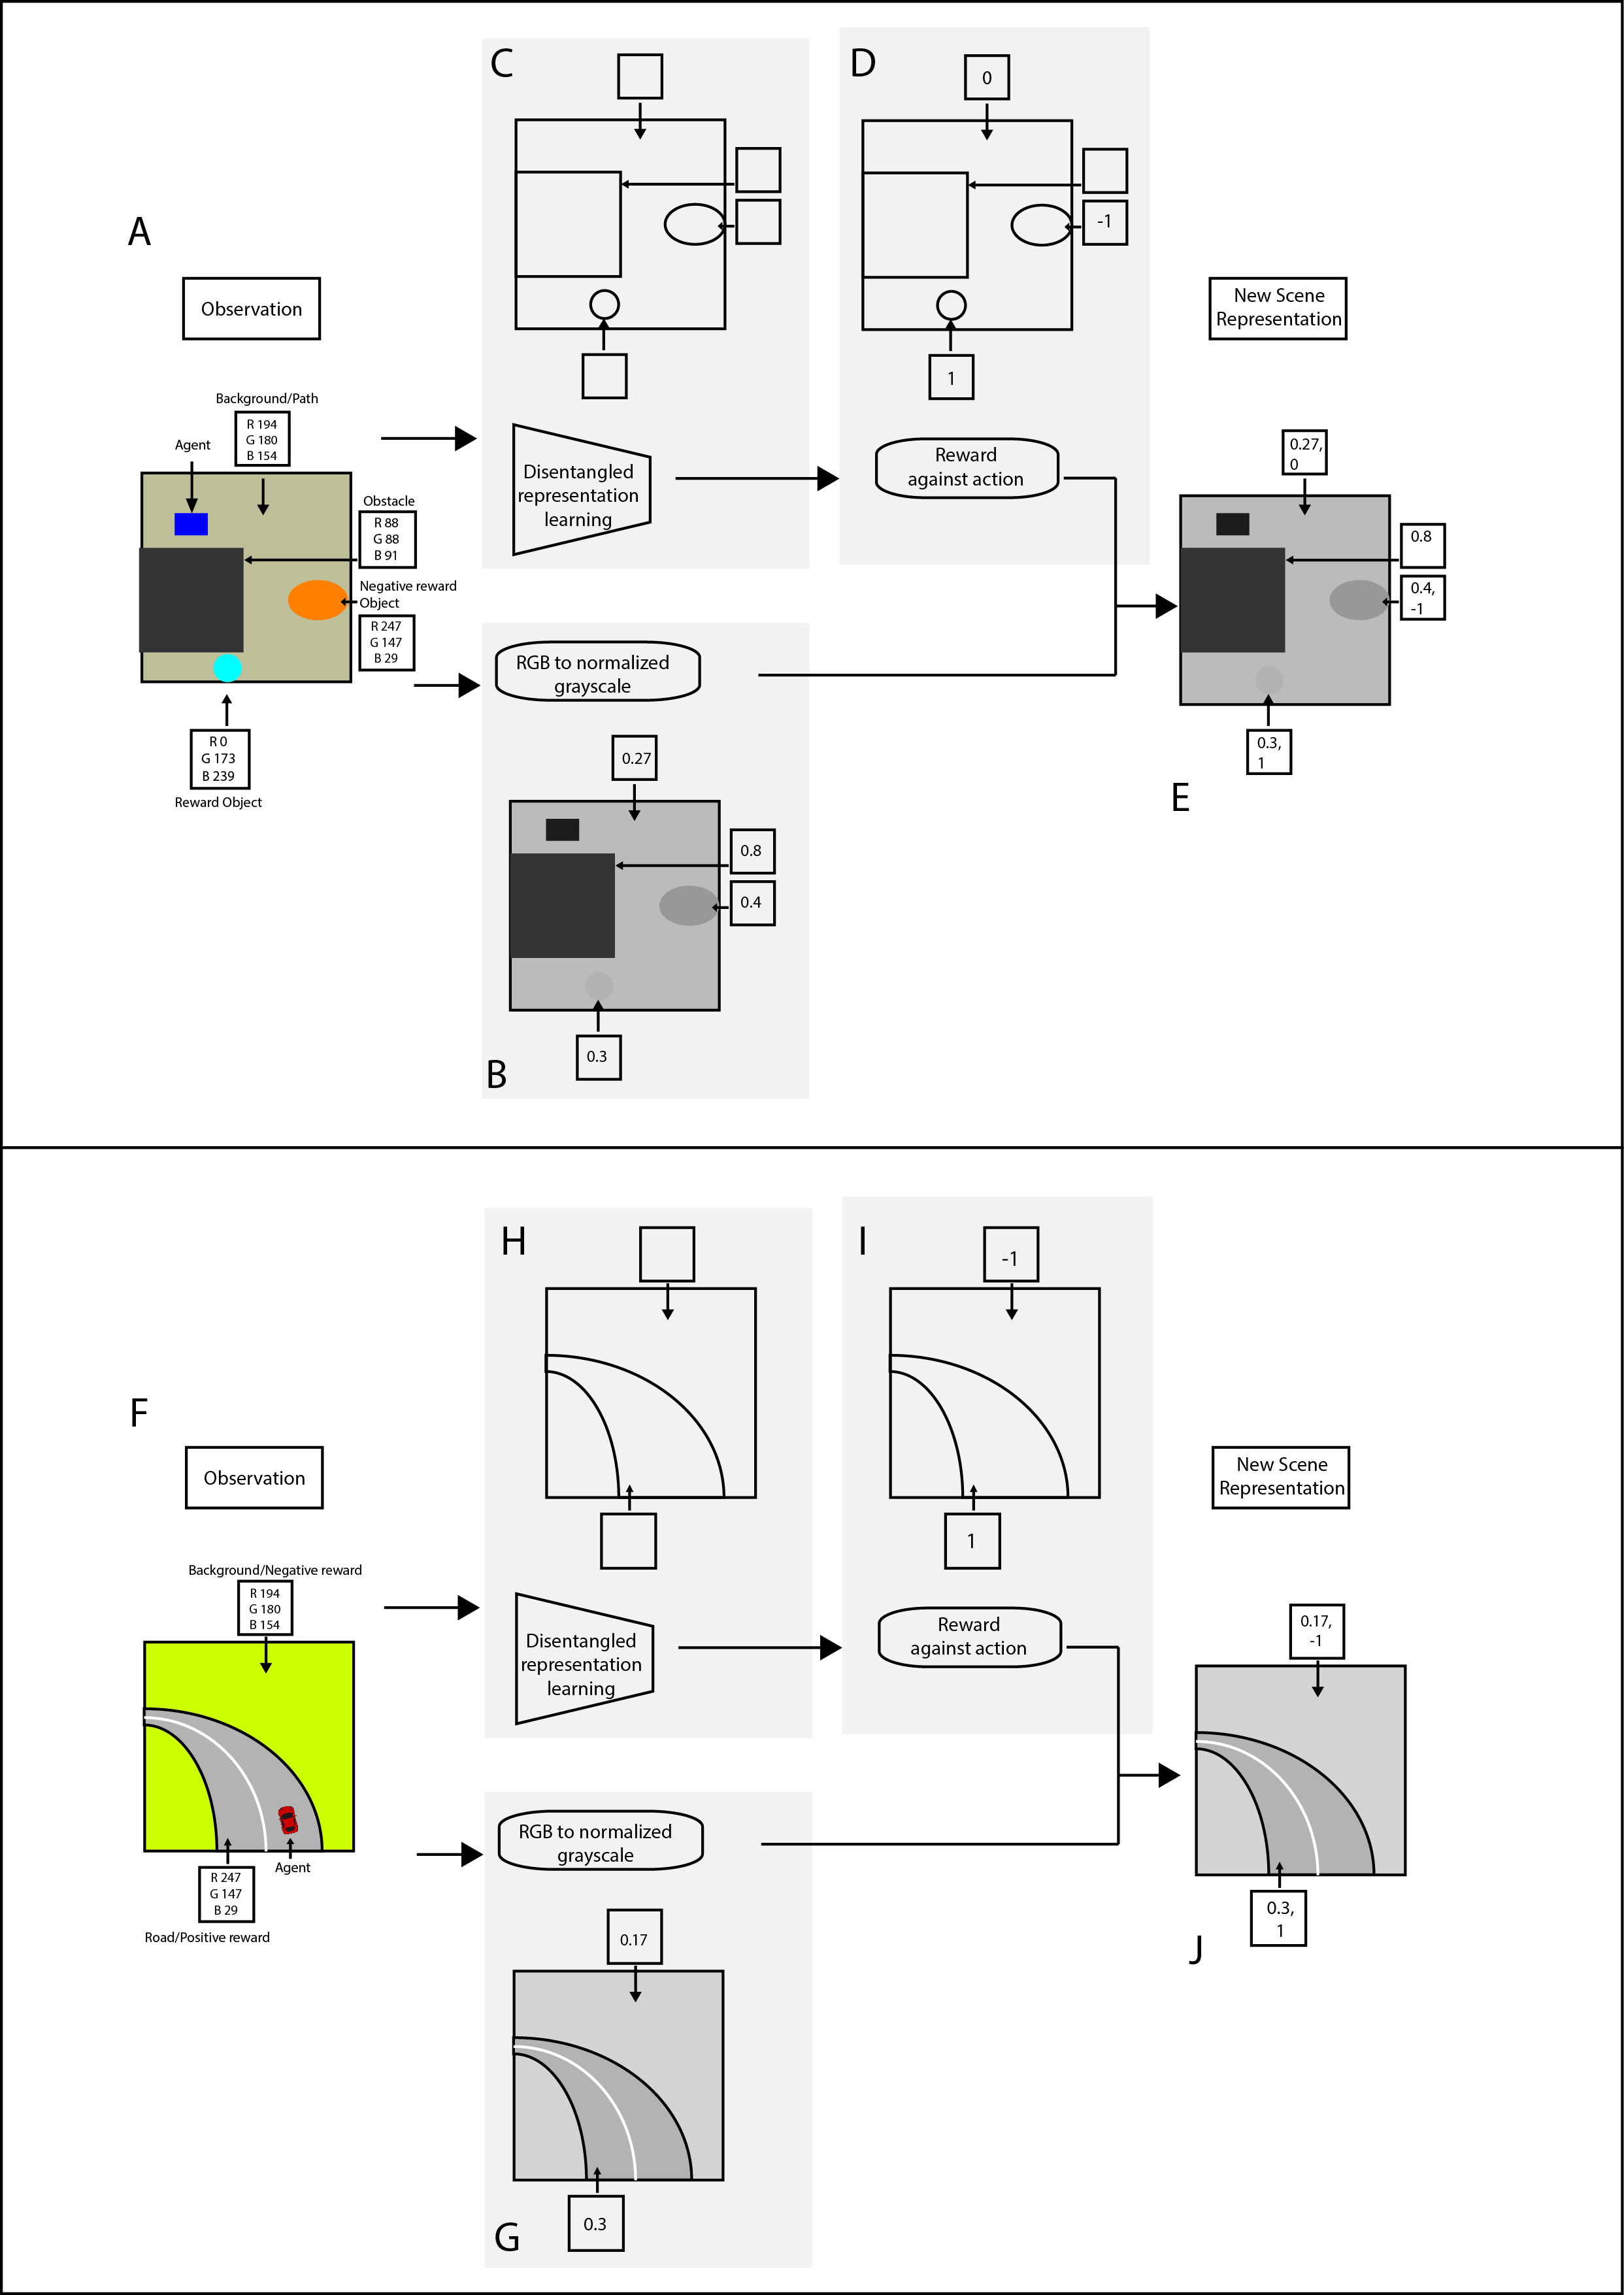 C
D
0
-1
1
A
Observation
New Scene
Representation
Background/Path
R 194
G 180
B 154
Agent
Obstacle
R 88
G 88
B 91
Negative reward
Object
R 247
G 147
B 29
R 0
G 173
B 239
Reward Object
Disentangled
representation
learning
Reward
against action
0.27,
0
0.8
0.4,
-1
0.3,
1
E
RGB to normalized
grayscale
0.27
0.8
0.4
0.3
B
H
I
-1
1
F
Observation
New Scene
Representation
Background/Negative reward
R 194
G 180
B 154
Agent
R 247
G 147
B 29
Road/Positive reward
Disentangled
representation
learning
Reward
against action
0.17,
-1
0.3,
1
J
RGB to normalized
grayscale
0.17
0.3
G